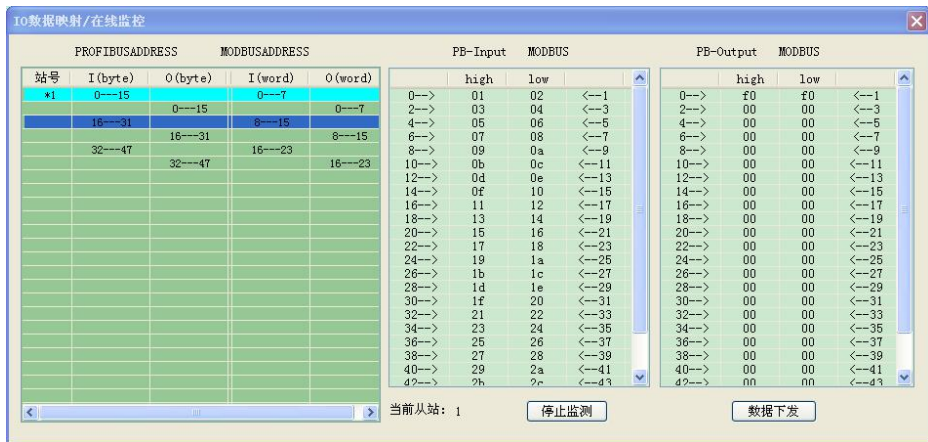 IO数据映射/在线监控
PROFIBUSADDRESS MODBUSADDRESS PB-Input MODBUS PB-Output MODBUS
站号 I(byte) O(byte) I(word) O(word)
*1 0---15 0---7
0---15 0---7
16---31 8---15
16---31 8---15
32---47 16---23
32---47 16---23
high low
0--> 01 02 <--1
2--> 03 04 <--3
4--> 05 06 <--5
6--> 07 08 <--7
8--> 09 0a <--9
10--> 0b 0c <--11
12--> 0d 0e <--13
14--> 0f 10 <--15
16--> 11 12 <--17
18--> 13 14 <--19
20--> 15 16 <--21
22--> 17 18 <--23
24--> 19 1a <--25
26--> 1b 1c <--27
28--> 1d 1e <--29
30--> 1f 20 <--31
32--> 21 22 <--33
34--> 23 24 <--35
36--> 25 26 <--37
38--> 27 28 <--39
40--> 29 2a <--41
42--> 2b 2c <--43
high low
0--> f0 f0 <--1
2--> 00 00 <--3
4--> 00 00 <--5
6--> 00 00 <--7
8--> 00 00 <--9
10--> 00 00 <--11
12--> 00 00 <--13
14--> 00 00 <--15
16--> 00 00 <--17
18--> 00 00 <--19
20--> 00 00 <--21
22--> 00 00 <--23
24--> 00 00 <--25
26--> 00 00 <--27
28--> 00 00 <--29
30--> 00 00 <--31
32--> 00 00 <--33
34--> 00 00 <--35
36--> 00 00 <--37
38--> 00 00 <--39
40--> 00 00 <--41
42--> 00 00 <--43
当前从站: 1 停止监测 数据下发